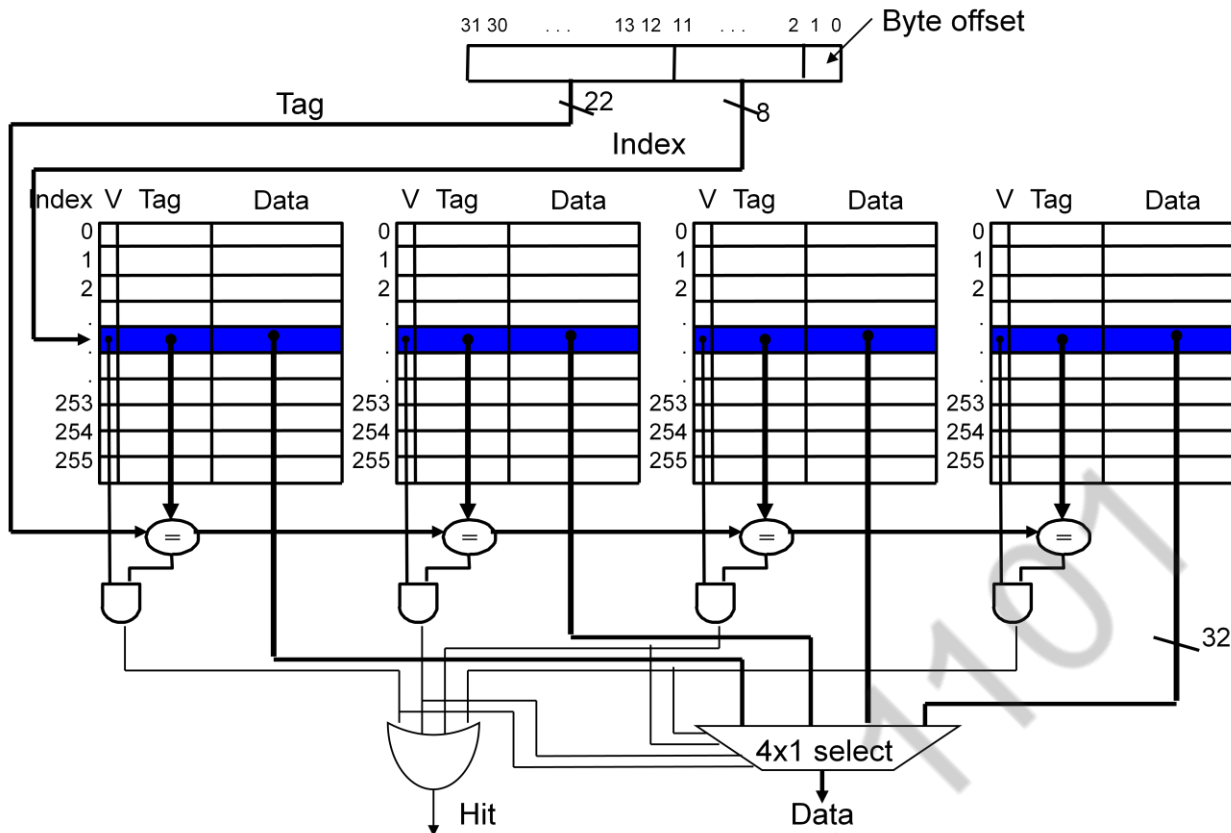 31 30 . . . 13 12 11 . . . 2 1 0 Byte offset
22 8
Tag
Index
Index V Tag Data V Tag Data V Tag Data V Tag Data
0 0 0 0
1 1 1 1
2 2 2 2
. . . .
. . . .
. . . .
253 253 253 253
254 254 254 254
255 255 255 255
= = = =
32
4x1 select
Hit Data
1101